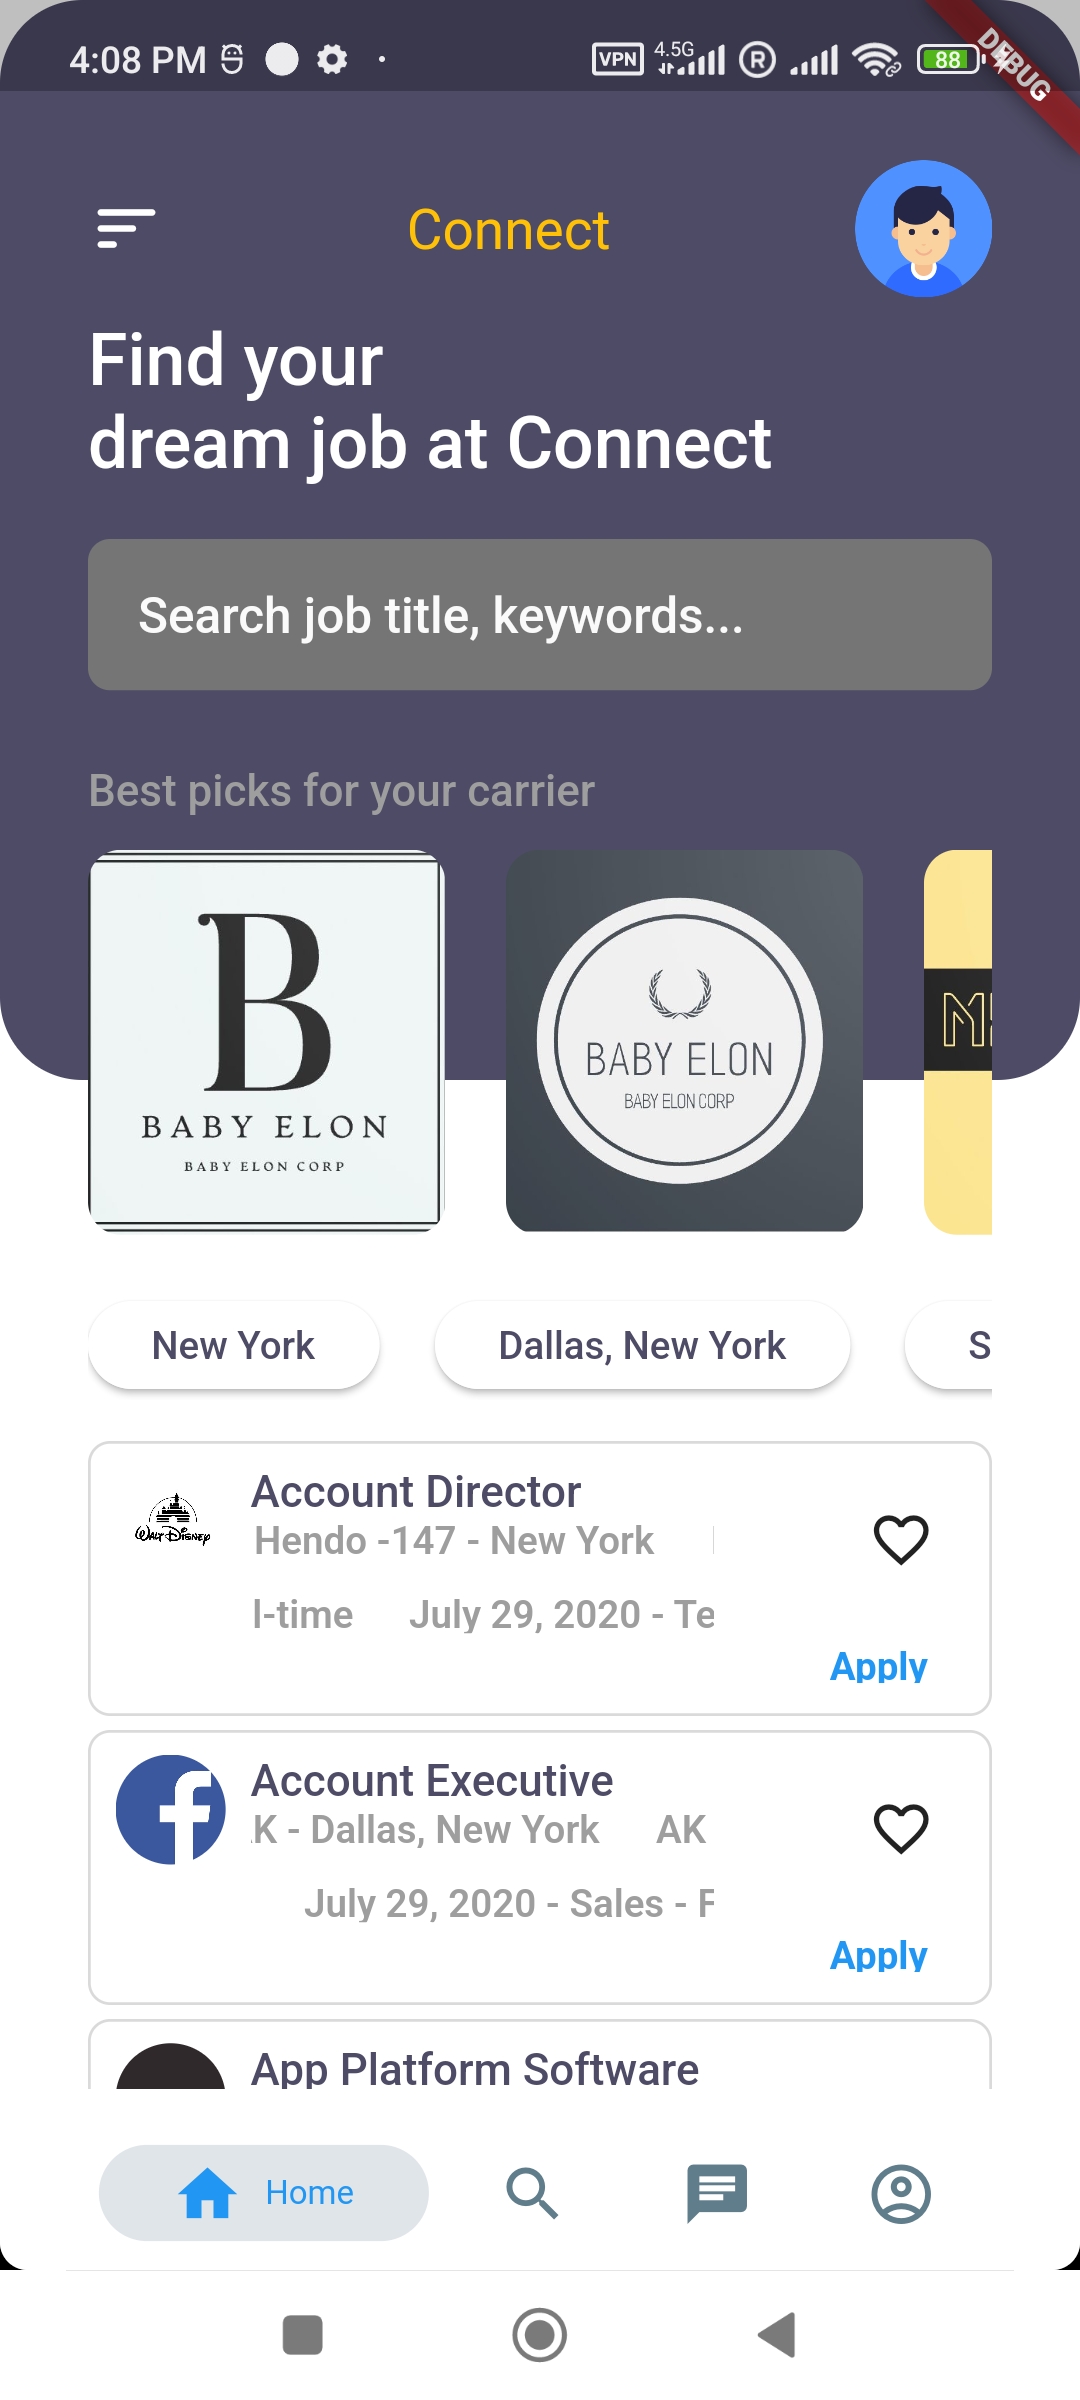 4:08 PM
VPN 4.5G R 88
DEBUG
Connect
Find your
dream job at Connect
Search job title, keywords...
Best picks for your carrier
B
BABY ELON
BABY ELON CORP
BABY ELON
BABY ELON CORP
M
New York
Dallas, New York
S
Account Director
WALT DISNEY
Hendo -147 - New York
l-time July 29, 2020 - Te
Apply
Account Executive
f
K - Dallas, New York AK
July 29, 2020 - Sales - F
Apply
App Platform Software
Home